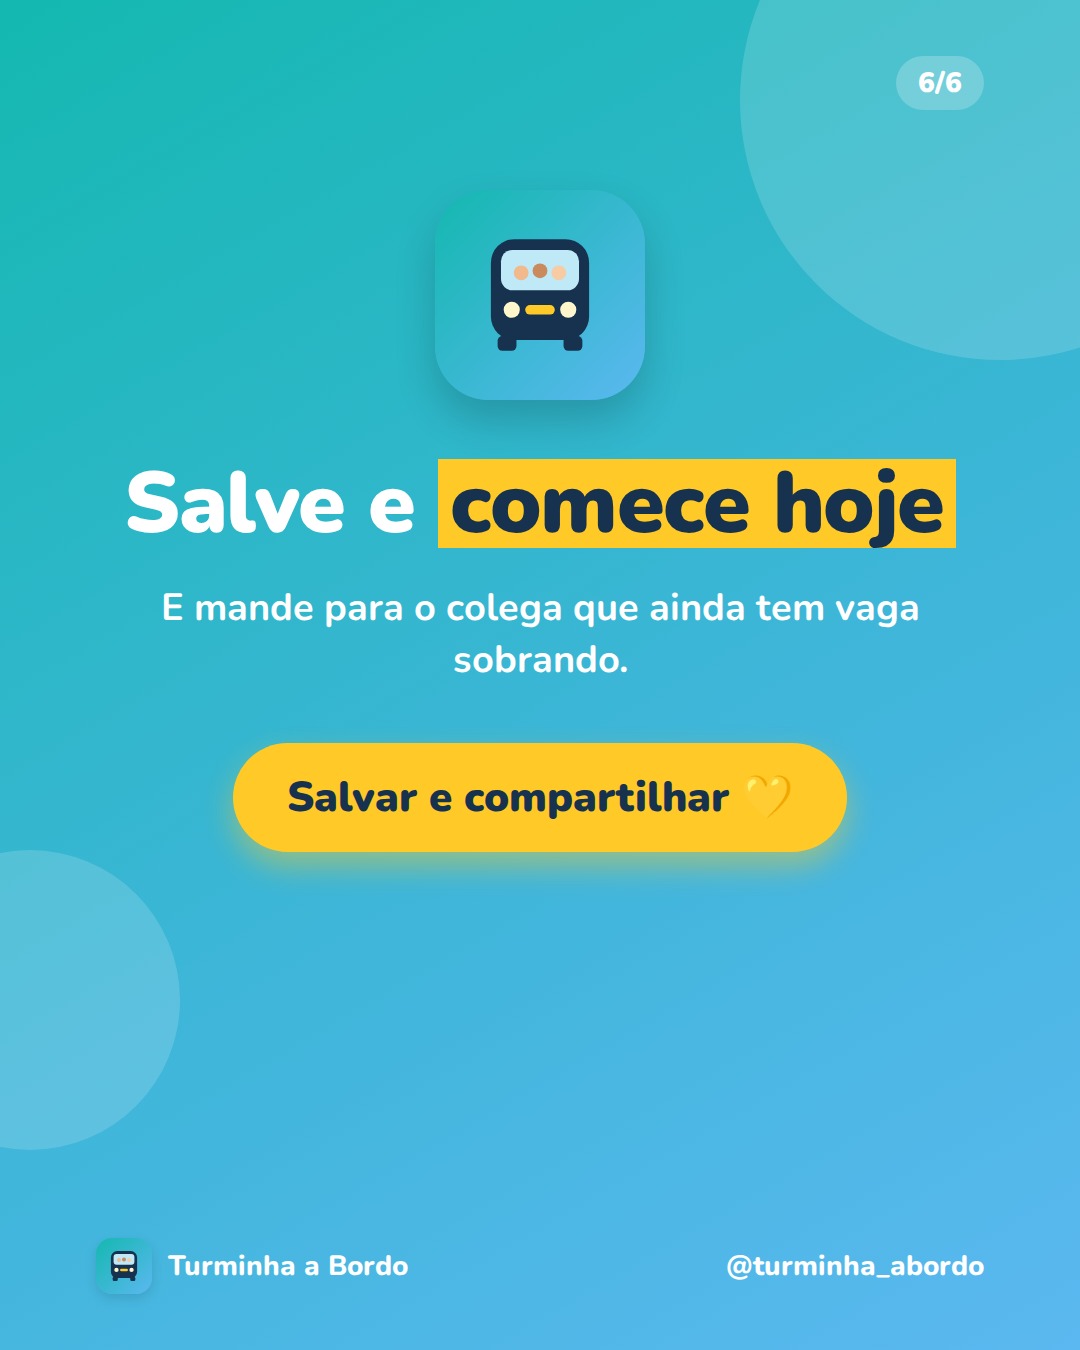 6/6
Salve e comece hoje
E mande para o colega que ainda tem vaga
sobrando.
Salvar e compartilhar 💛
Turminha a Bordo
@turminha_abordo